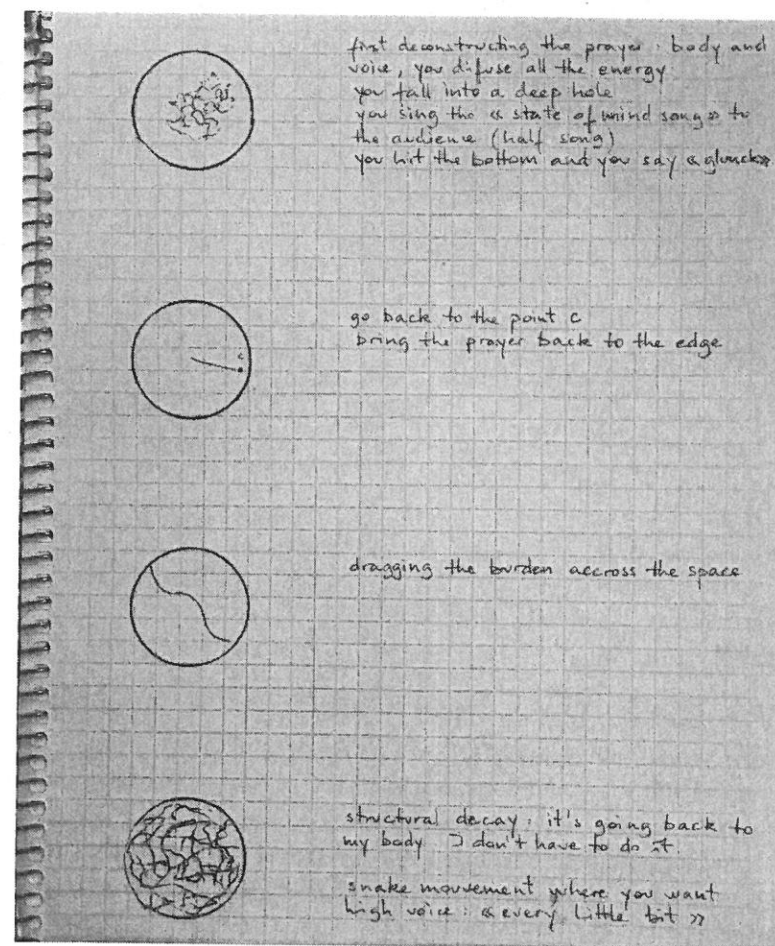 first deconstructing the prayer : body and
voice, you difuse all the energy
you fall into a deep hole
you sing the « state of mind song » to
the audience (half song)
you hit the bottom and you say « glunck »
go back to the point c
bring the prayer back to the edge
c
dragging the burden accross the space
structural decay : it's going back to
my body I don't have to do it.
snake mouvement where you want
high voice : « every little bit »